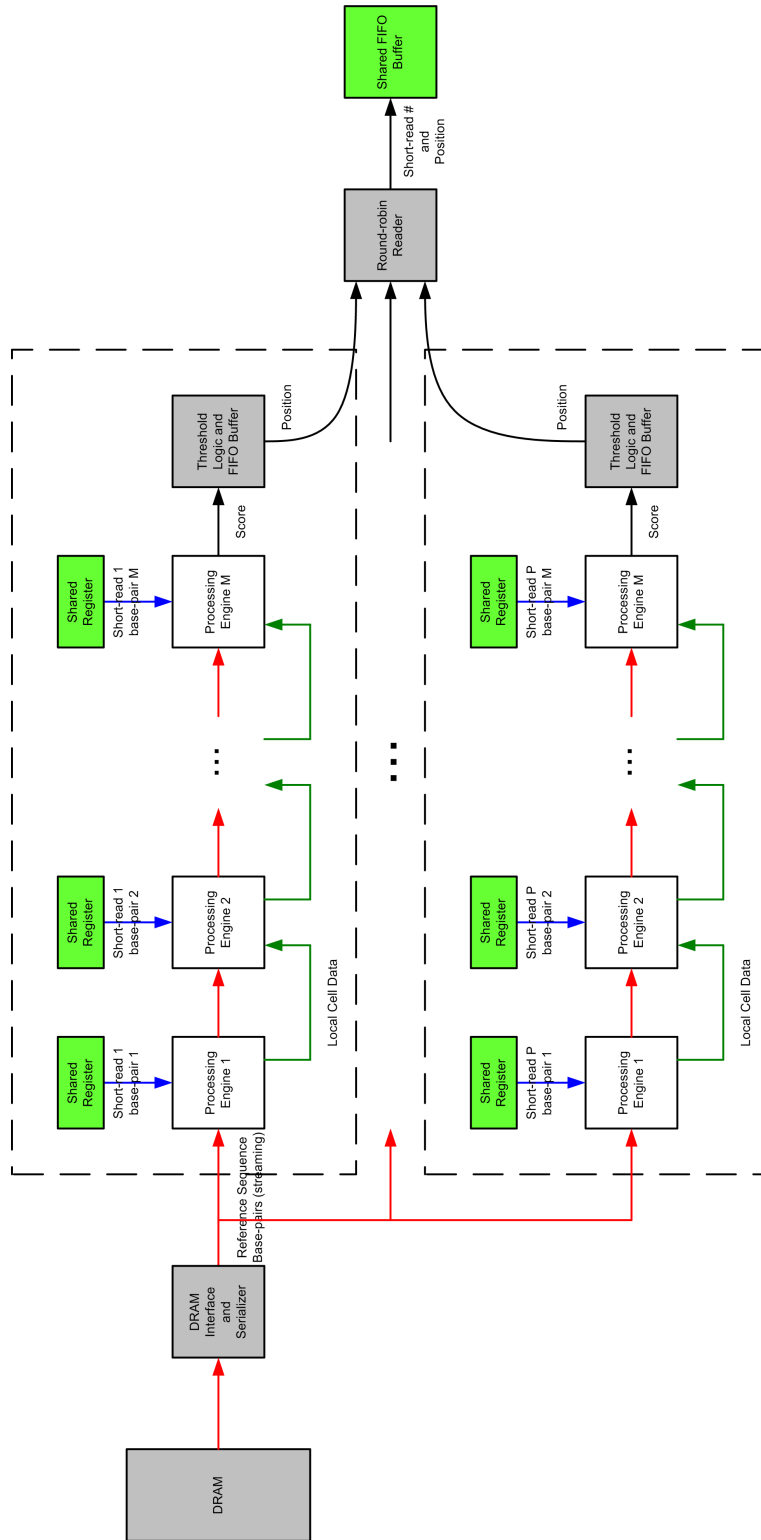 DRAM
DRAM
Interface
and
Serializer
Reference Sequence
Base-pairs (streaming)
Shared
Register
Short-read 1
base-pair 1
Processing
Engine 1
Local Cell Data
Shared
Register
Short-read 1
base-pair 2
Processing
Engine 2
...
Shared
Register
Short-read 1
base-pair M
Processing
Engine M
Score
Threshold
Logic and
FIFO Buffer
Position
...
Shared
Register
Short-read P
base-pair 1
Processing
Engine 1
Local Cell Data
Shared
Register
Short-read P
base-pair 2
Processing
Engine 2
...
Shared
Register
Short-read P
base-pair M
Processing
Engine M
Score
Threshold
Logic and
FIFO Buffer
Position
Round-robin
Reader
Short-read #
and
Position
Shared FIFO
Buffer